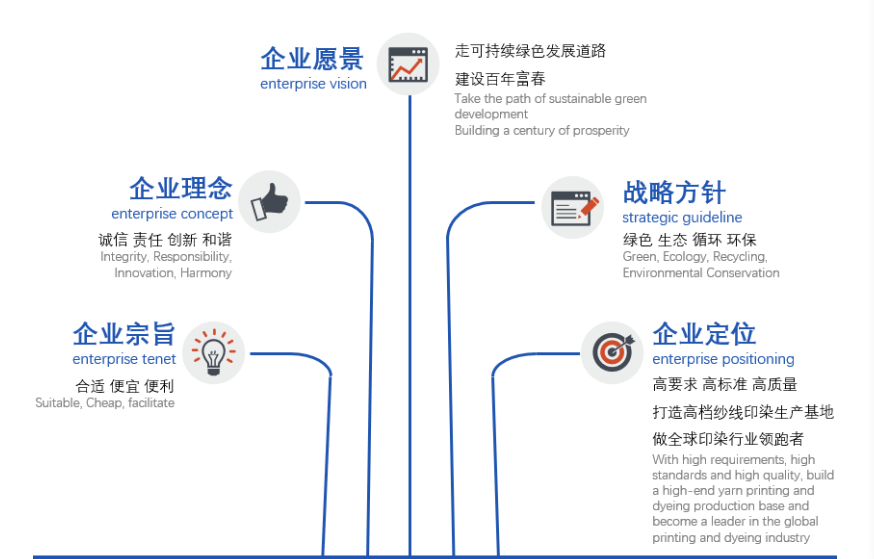 企业愿景
enterprise vision
走可持续绿色发展道路
建设百年富春
Take the path of sustainable green
development
Building a century of prosperity
企业理念
enterprise concept
诚信 责任 创新 和谐
Integrity, Responsibility,
Innovation, Harmony
战略方针
strategic guideline
绿色 生态 循环 环保
Green, Ecology, Recycling,
Environmental Conservation
企业宗旨
enterprise tenet
合适 便宜 便利
Suitable, Cheap, facilitate
企业定位
enterprise positioning
高要求 高标准 高质量
打造高档纱线印染生产基地
做全球印染行业领跑者
With high requirements, high
standards and high quality, build
a high-end yarn printing and
dyeing production base and
become a leader in the global
printing and dyeing industry